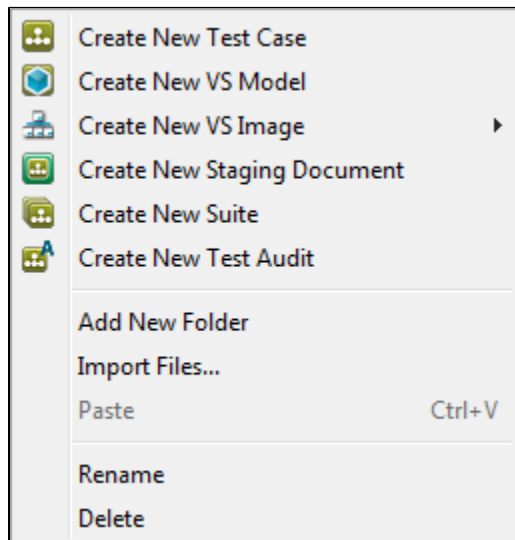 Create New Test Case
Create New VS Model
Create New VS Image
Create New Staging Document
Create New Suite
Create New Test Audit
Add New Folder
Import Files...
Paste Ctrl+V
Rename
Delete